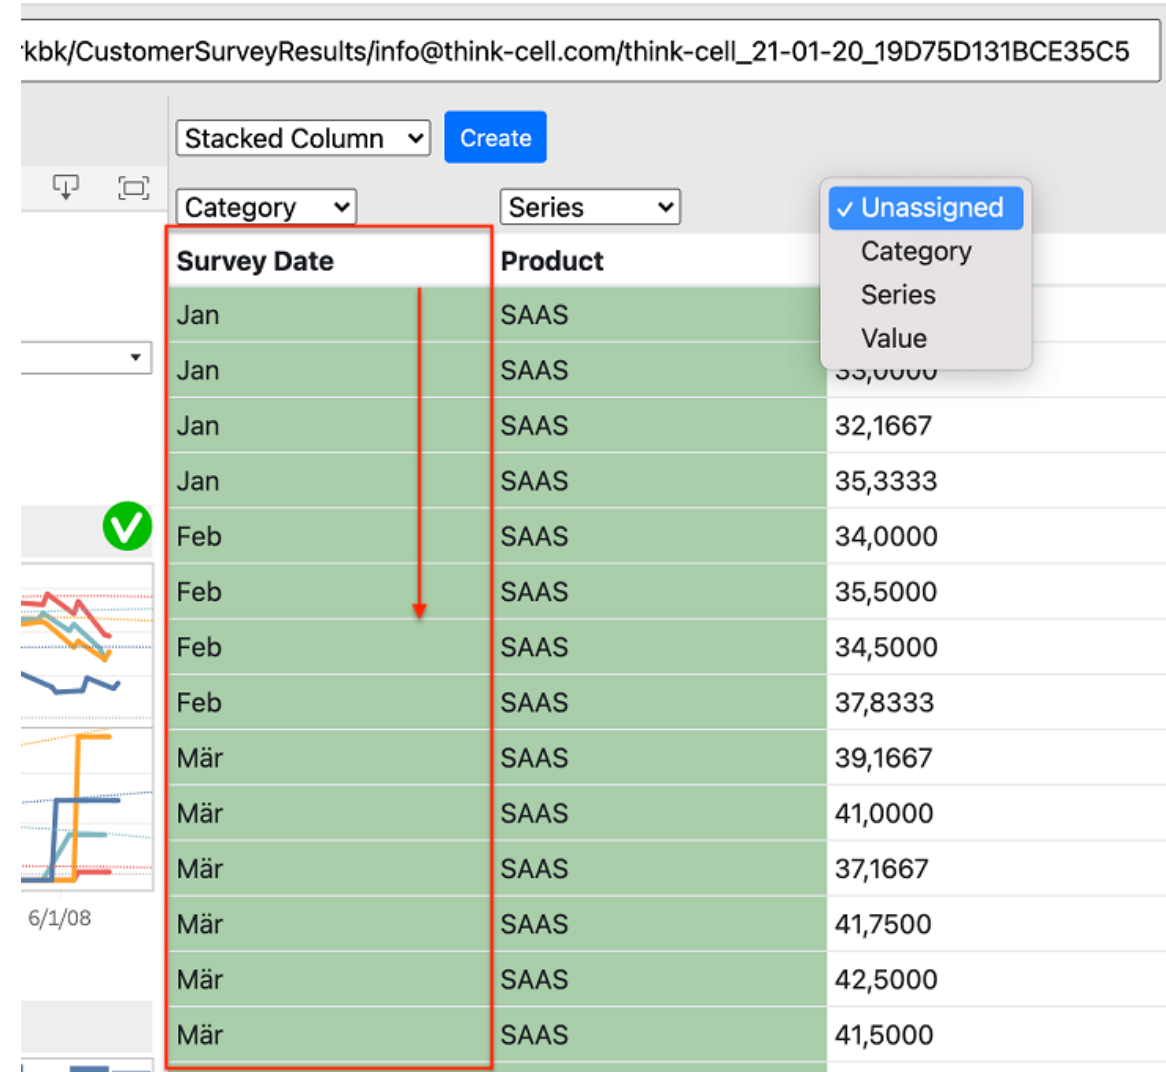 kbk/CustomerSurveyResults/info@think-cell.com/think-cell_21-01-20_19D75D131BCE35C5
Stacked Column Create
Category Series Unassigned
Category
Series
Value
Survey Date Product
Jan SAAS
Jan SAAS 33,0000
Jan SAAS 32,1667
Jan SAAS 35,3333
Feb SAAS 34,0000
Feb SAAS 35,5000
Feb SAAS 34,5000
Feb SAAS 37,8333
Mär SAAS 39,1667
Mär SAAS 41,0000
Mär SAAS 37,1667
Mär SAAS 41,7500
Mär SAAS 42,5000
Mär SAAS 41,5000
6/1/08